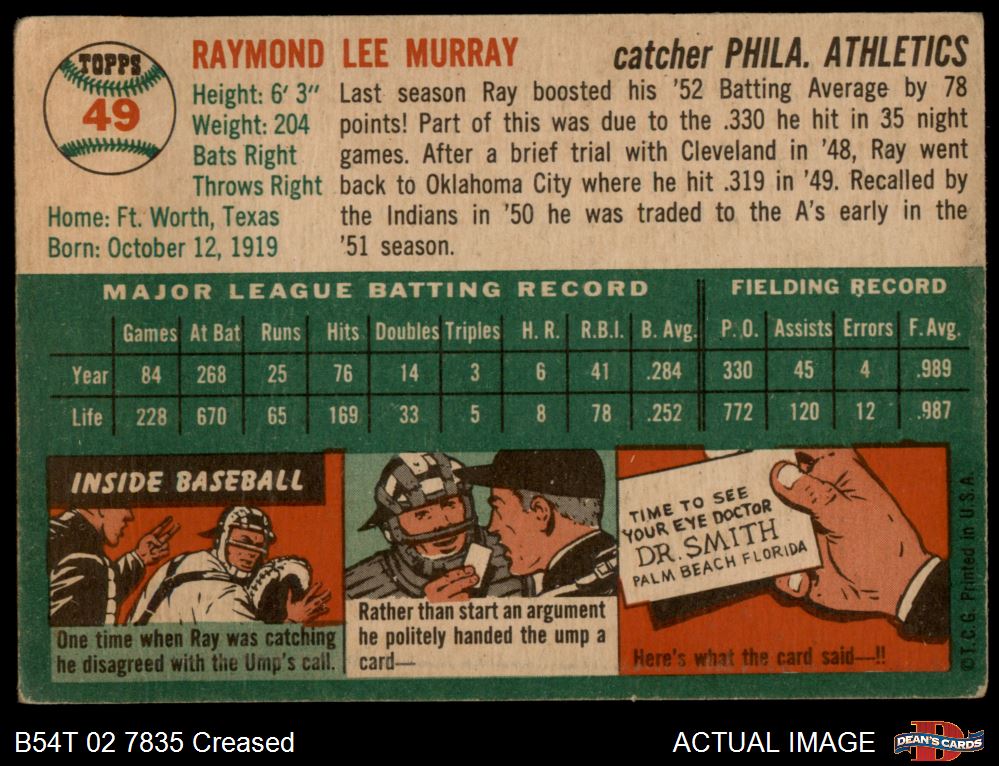 TOPPS
49
RAYMOND LEE MURRAY
catcher PHILA. ATHLETICS
Height: 6' 3"
Weight: 204
Bats Right
Throws Right
Home: Ft. Worth, Texas
Born: October 12, 1919
Last season Ray boosted his '52 Batting Average by 78
points! Part of this was due to the .330 he hit in 35 night
games. After a brief trial with Cleveland in '48, Ray went
back to Oklahoma City where he hit .319 in '49. Recalled by
the Indians in '50 he was traded to the A's early in the
'51 season.
MAJOR LEAGUE BATTING RECORD
FIELDING RECORD
Games At Bat Runs Hits Doubles Triples H. R. R.B.I. B. Avg. P. O. Assists Errors F. Avg.
Year 84 268 25 76 14 3 6 41 .284 330 45 4 .989
Life 228 670 65 169 33 5 8 78 .252 772 120 12 .987
INSIDE BASEBALL
One time when Ray was catching
he disagreed with the Ump's call.
Rather than start an argument
he politely handed the ump a
card—
TIME TO SEE
YOUR EYE DOCTOR
DR. SMITH
PALM BEACH FLORIDA
Here's what the card said—!!
© T.C.G. Printed in U.S.A.
B54T 02 7835 Creased
ACTUAL IMAGE
DEAN'S CARDS